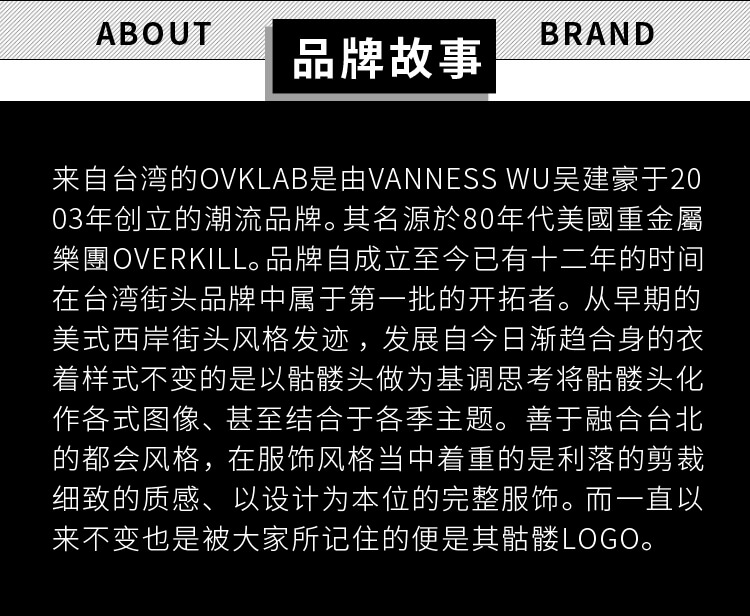 ABOUT
品牌故事
BRAND
来自台湾的OVKLAB是由VANNESS WU吴建豪于20
03年创立的潮流品牌。其名源於80年代美國重金屬
樂團OVERKILL。品牌自成立至今已有十二年的时间
在台湾街头品牌中属于第一批的开拓者。从早期的
美式西岸街头风格发迹，发展自今日渐趋合身的衣
着样式不变的是以骷髅头做为基调思考将骷髅头化
作各式图像、甚至结合于各季主题。善于融合台北
的都会风格，在服饰风格当中着重的是利落的剪裁
细致的质感、以设计为本位的完整服饰。而一直以
来不变也是被大家所记住的便是其骷髅LOGO。